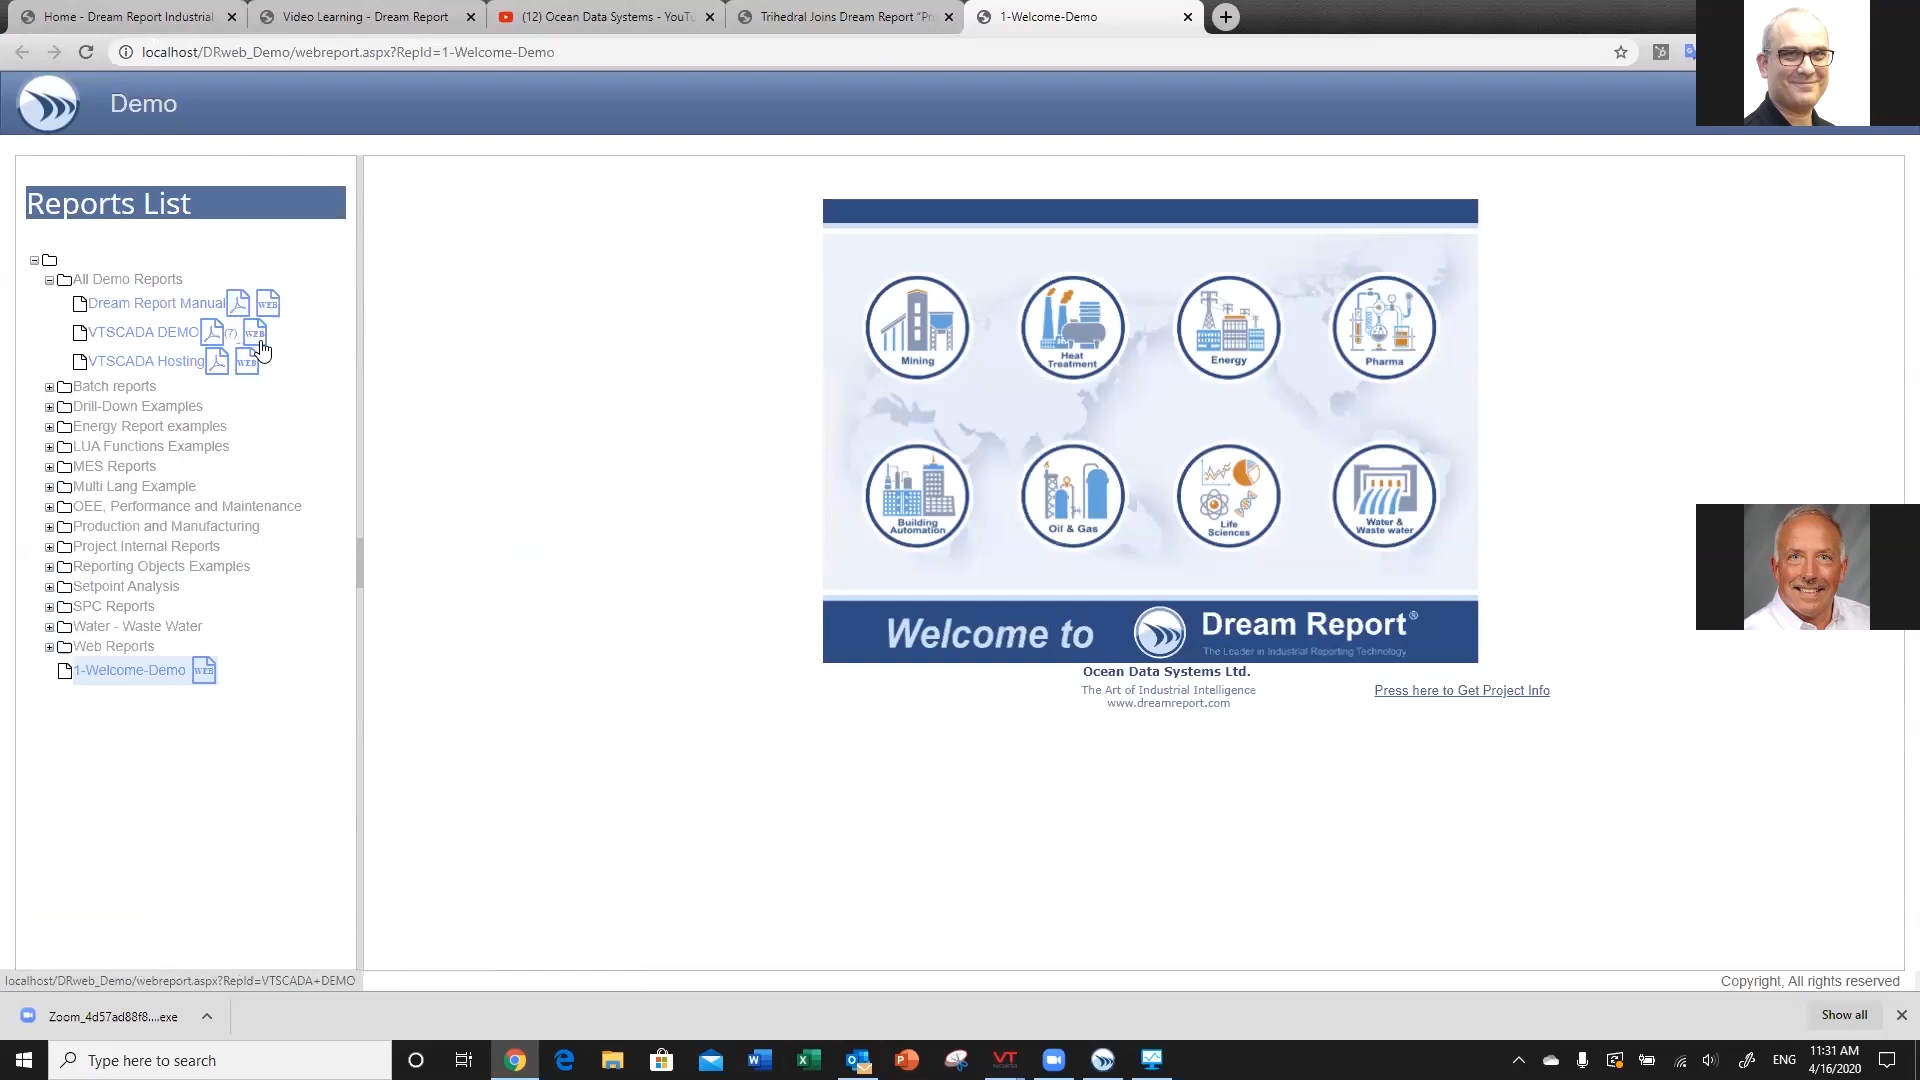 Home - Dream Report Industrial
Video Learning - Dream Report
(12) Ocean Data Systems - YouTu
Trihedral Joins Dream Report "Pr
1-Welcome-Demo
localhost/DRweb_Demo/webreport.aspx?RepId=1-Welcome-Demo
Demo
Reports List
All Demo Reports
Dream Report Manual WEB
VTSCADA DEMO (7) WEB
VTSCADA Hosting WEB
Batch reports
Drill-Down Examples
Energy Report examples
LUA Functions Examples
MES Reports
Multi Lang Example
OEE, Performance and Maintenance
Production and Manufacturing
Project Internal Reports
Reporting Objects Examples
Setpoint Analysis
SPC Reports
Water - Waste Water
Web Reports
1-Welcome-Demo WEB
Mining
Heat
Treatment
Energy
Pharma
Building
Automation
Oil & Gas
Life
Sciences
Water &
Waste water
Welcome to
Dream Report®
The Leader in Industrial Reporting Technology
Ocean Data Systems Ltd.
The Art of Industrial Intelligence
www.dreamreport.com
Press here to Get Project Info
localhost/DRweb_Demo/webreport.aspx?RepId=VTSCADA+DEMO
Copyright, All rights reserved
Zoom_4d57ad88f8....exe
Show all
Type here to search
VT
ENG
11:31 AM
4/16/2020